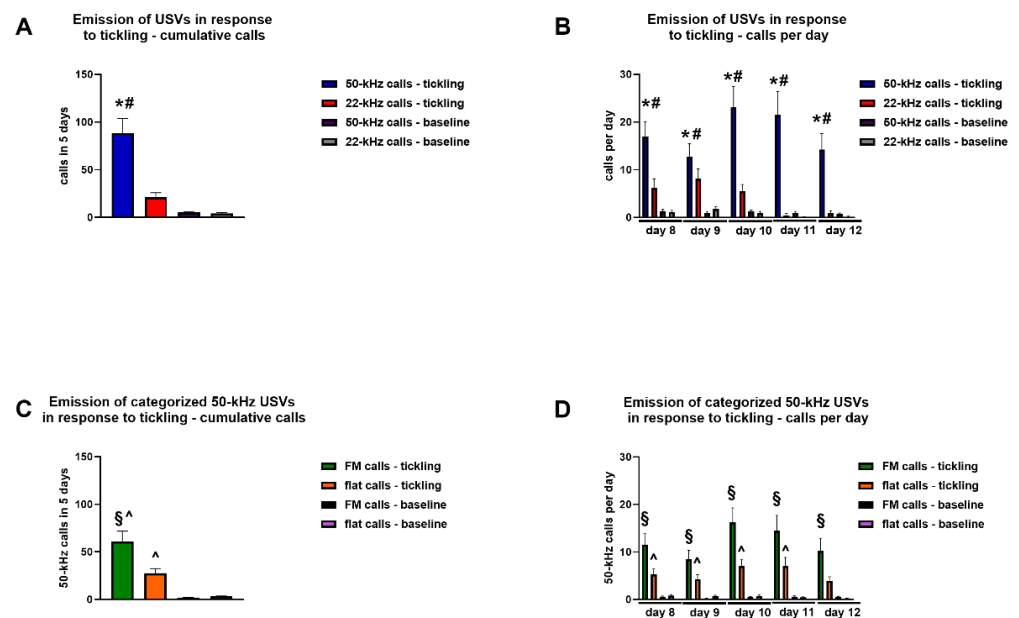 A
Emission of USVs in response
to tickling - cumulative calls
calls in 5 days
150
100
50
0
*#
50-kHz calls - tickling
22-kHz calls - tickling
50-kHz calls - baseline
22-kHz calls - baseline
B
Emission of USVs in response
to tickling - calls per day
calls per day
30
20
10
0
*#
*#
*#
*#
*#
day 8
day 9
day 10
day 11
day 12
50-kHz calls - tickling
22-kHz calls - tickling
50-kHz calls - baseline
22-kHz calls - baseline
C
Emission of categorized 50-kHz USVs
in response to tickling - cumulative calls
50-kHz calls in 5 days
150
100
50
0
§^
^
FM calls - tickling
flat calls - tickling
FM calls - baseline
flat calls - baseline
D
Emission of categorized 50-kHz USVs
in response to tickling - calls per day
50-kHz calls per day
30
20
10
0
§
^
§
^
§
^
§
^
§
day 8
day 9
day 10
day 11
day 12
FM calls - tickling
flat calls - tickling
FM calls - baseline
flat calls - baseline